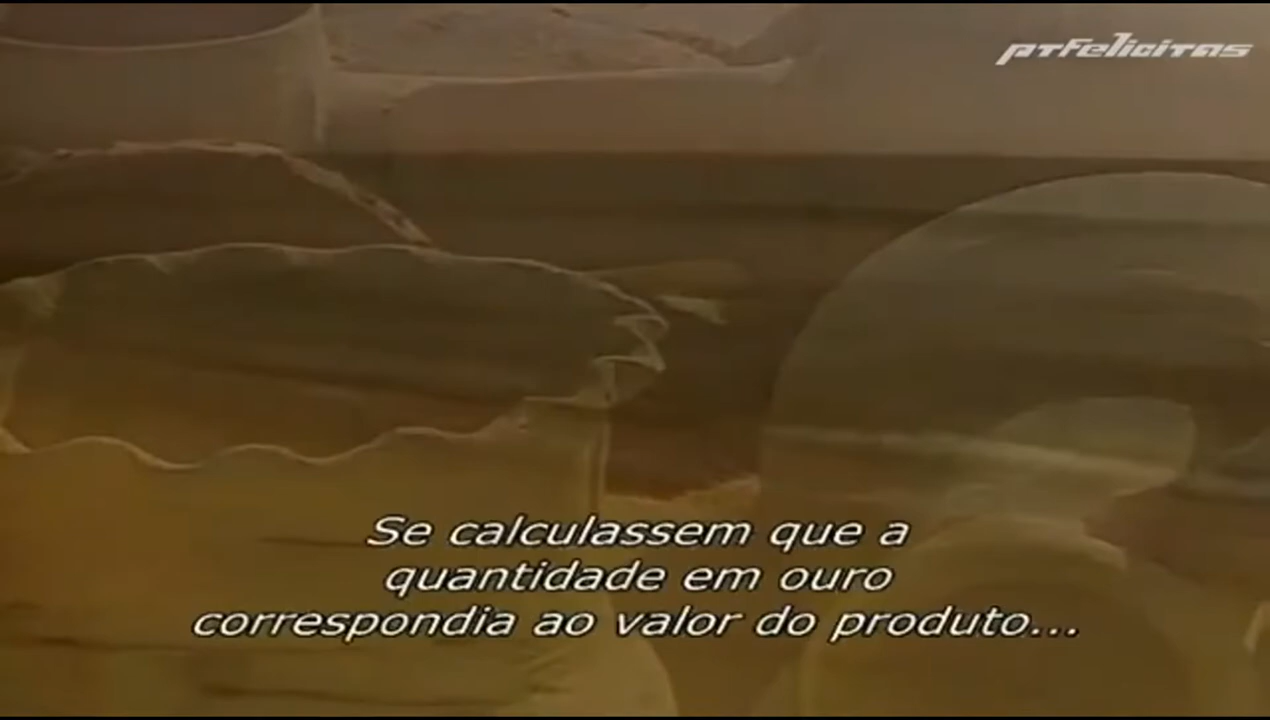 PTFelicitas
Se calculassem que a
quantidade em ouro
correspondia ao valor do produto...